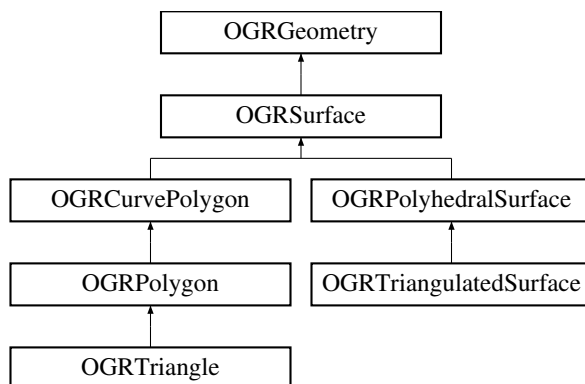 OGRGeometry
OGRSurface
OGRCurvePolygon
OGRPolyhedralSurface
OGRPolygon
OGRTriangulatedSurface
OGRTriangle